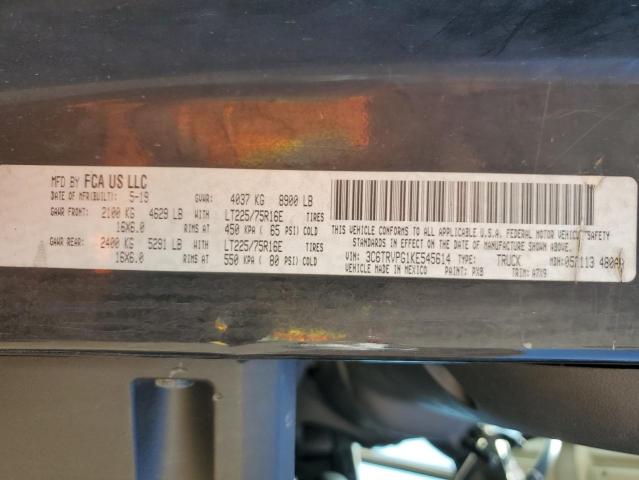 MFD BY FCA US LLC
DATE OF MFR(BUILT): 5-19 GVWR: 4037 KG 8900 LB
GAWR FRONT: 2100 KG 4629 LB WITH LT225/75R16E TIRES
16X6.0 RIMS AT 450 KPA ( 65 PSI) COLD
GAWR REAR: 2400 KG 5291 LB WITH LT225/75R16E TIRES
16X6.0 RIMS AT 550 KPA ( 80 PSI) COLD
THIS VEHICLE CONFORMS TO ALL APPLICABLE U.S.A. FEDERAL MOTOR VEHICLE SAFETY
STANDARDS IN EFFECT ON THE DATE OF MANUFACTURE SHOWN ABOVE.
VIN: 3C6TRVPG1KE545614 TYPE: TRUCK MDH:
VEHICLE MADE IN MEXICO PAINT: PX8 TRIM: A7X9